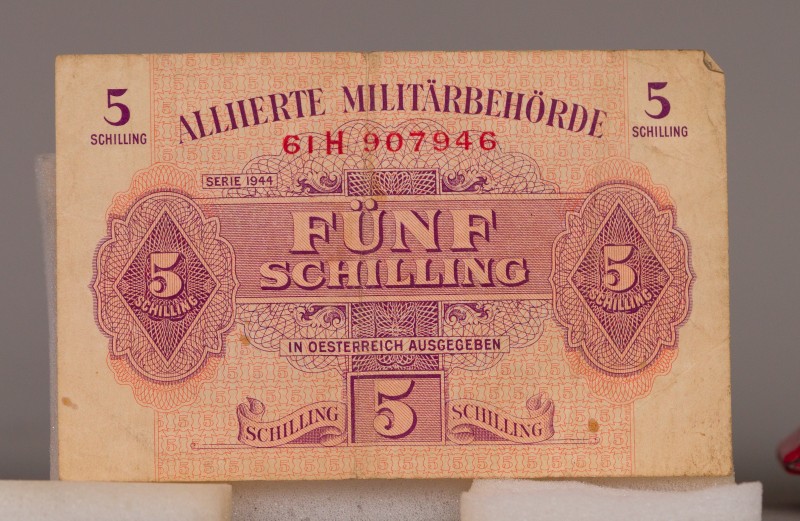 5
SCHILLING
ALLIIERTE MILITÄRBEHÖRDE
5
SCHILLING
61H 907946
SERIE 1944
FÜNF
SCHILLING
5
SCHILLING
5
SCHILLING
IN OESTERREICH AUSGEGEBEN
SCHILLING
5
SCHILLING